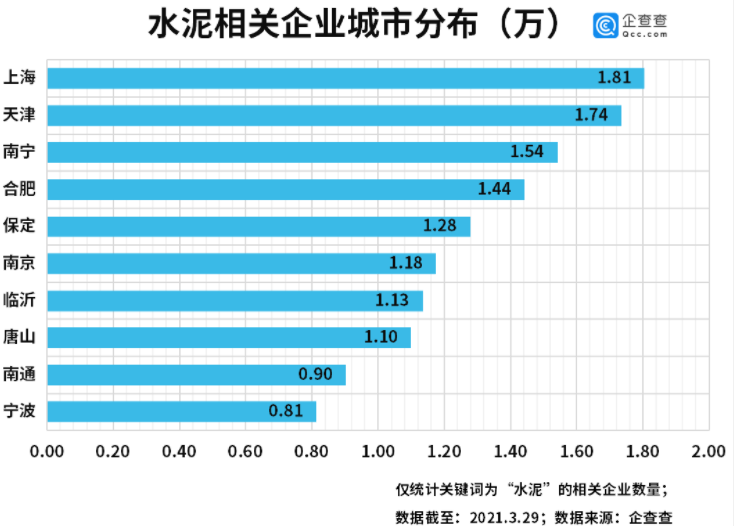 水泥相关企业城市分布（万）
企查查
Qcc.com
上海 1.81
天津 1.74
南宁 1.54
合肥 1.44
保定 1.28
南京 1.18
临沂 1.13
唐山 1.10
南通 0.90
宁波 0.81
0.00 0.20 0.40 0.60 0.80 1.00 1.20 1.40 1.60 1.80 2.00
仅统计关键词为“水泥”的相关企业数量；
数据截至：2021.3.29；数据来源：企查查